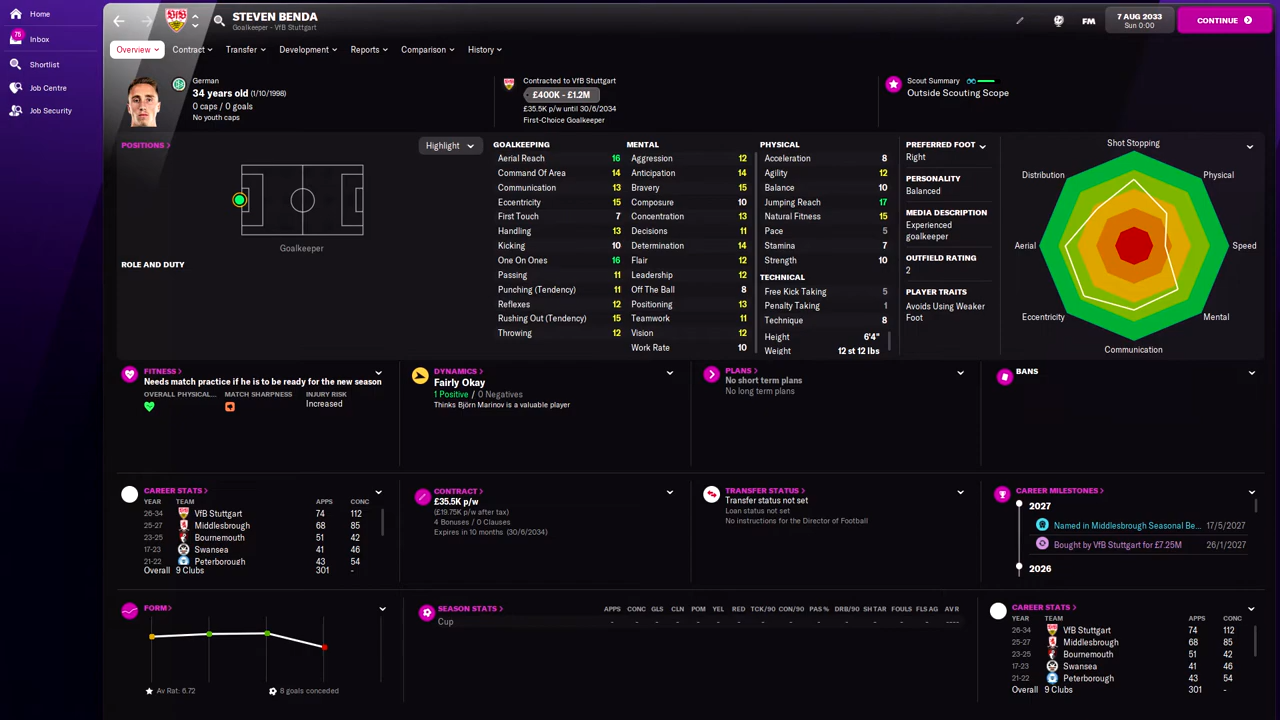 Home
75
Inbox
Shortlist
Job Centre
Job Security
STEVEN BENDA
Goalkeeper - VfB Stuttgart
FM
7 AUG 2033
Sun 0:00
CONTINUE
Overview
Contract
Transfer
Development
Reports
Comparison
History
German
34 years old (1/10/1998)
0 caps / 0 goals
No youth caps
Contracted to VfB Stuttgart
£400K - £1.2M
£35.5K p/w until 30/6/2034
First-Choice Goalkeeper
Scout Summary
Outside Scouting Scope
POSITIONS
Highlight
Goalkeeper
ROLE AND DUTY
GOALKEEPING
Aerial Reach 16
Command Of Area 14
Communication 13
Eccentricity 15
First Touch 7
Handling 13
Kicking 10
One On Ones 16
Passing 11
Punching (Tendency) 11
Reflexes 12
Rushing Out (Tendency) 15
Throwing 12
MENTAL
Aggression 12
Anticipation 14
Bravery 15
Composure 10
Concentration 13
Decisions 11
Determination 14
Flair 12
Leadership 12
Off The Ball 8
Positioning 13
Teamwork 11
Vision 12
Work Rate 10
PHYSICAL
Acceleration 8
Agility 12
Balance 10
Jumping Reach 17
Natural Fitness 15
Pace 5
Stamina 7
Strength 10
TECHNICAL
Free Kick Taking 5
Penalty Taking 1
Technique 8
Height 6'4"
Weight 12 st 12 lbs
PREFERRED FOOT
Right
PERSONALITY
Balanced
MEDIA DESCRIPTION
Experienced
goalkeeper
OUTFIELD RATING
2
PLAYER TRAITS
Avoids Using Weaker
Foot
Shot Stopping
Physical
Speed
Mental
Communication
Eccentricity
Aerial
Distribution
FITNESS
Needs match practice if he is to be ready for the new season
OVERALL PHYSICAL...
MATCH SHARPNESS
INJURY RISK
Increased
DYNAMICS
Fairly Okay
1 Positive / 0 Negatives
Thinks Björn Marinov is a valuable player
PLANS
No short term plans
No long term plans
BANS
CAREER STATS
YEAR TEAM APPS CONC
26-34 VfB Stuttgart 74 112
25-27 Middlesbrough 68 85
23-25 Bournemouth 51 42
17-23 Swansea 41 46
21-22 Peterborough 43 54
Overall 9 Clubs 301 -
CONTRACT
£35.5K p/w
(£19.75K p/w after tax)
4 Bonuses / 0 Clauses
Expires in 10 months (30/6/2034)
TRANSFER STATUS
Transfer status not set
Loan status not set
No instructions for the Director of Football
CAREER MILESTONES
2027
Named in Middlesbrough Seasonal Be... 17/5/2027
Bought by VfB Stuttgart for £7.25M 26/1/2027
2026
FORM
Av Rat: 6.72
8 goals conceded
SEASON STATS APPS CONC GLS CLN POM YEL RED TCK/90 CON/90 PAS % DRB/90 SH TAR FOULS FLS AG AV R
Cup - - - - - - - - - - - - - - ----
CAREER STATS
YEAR TEAM APPS CONC
26-34 VfB Stuttgart 74 112
25-27 Middlesbrough 68 85
23-25 Bournemouth 51 42
17-23 Swansea 41 46
21-22 Peterborough 43 54
Overall 9 Clubs 301 -